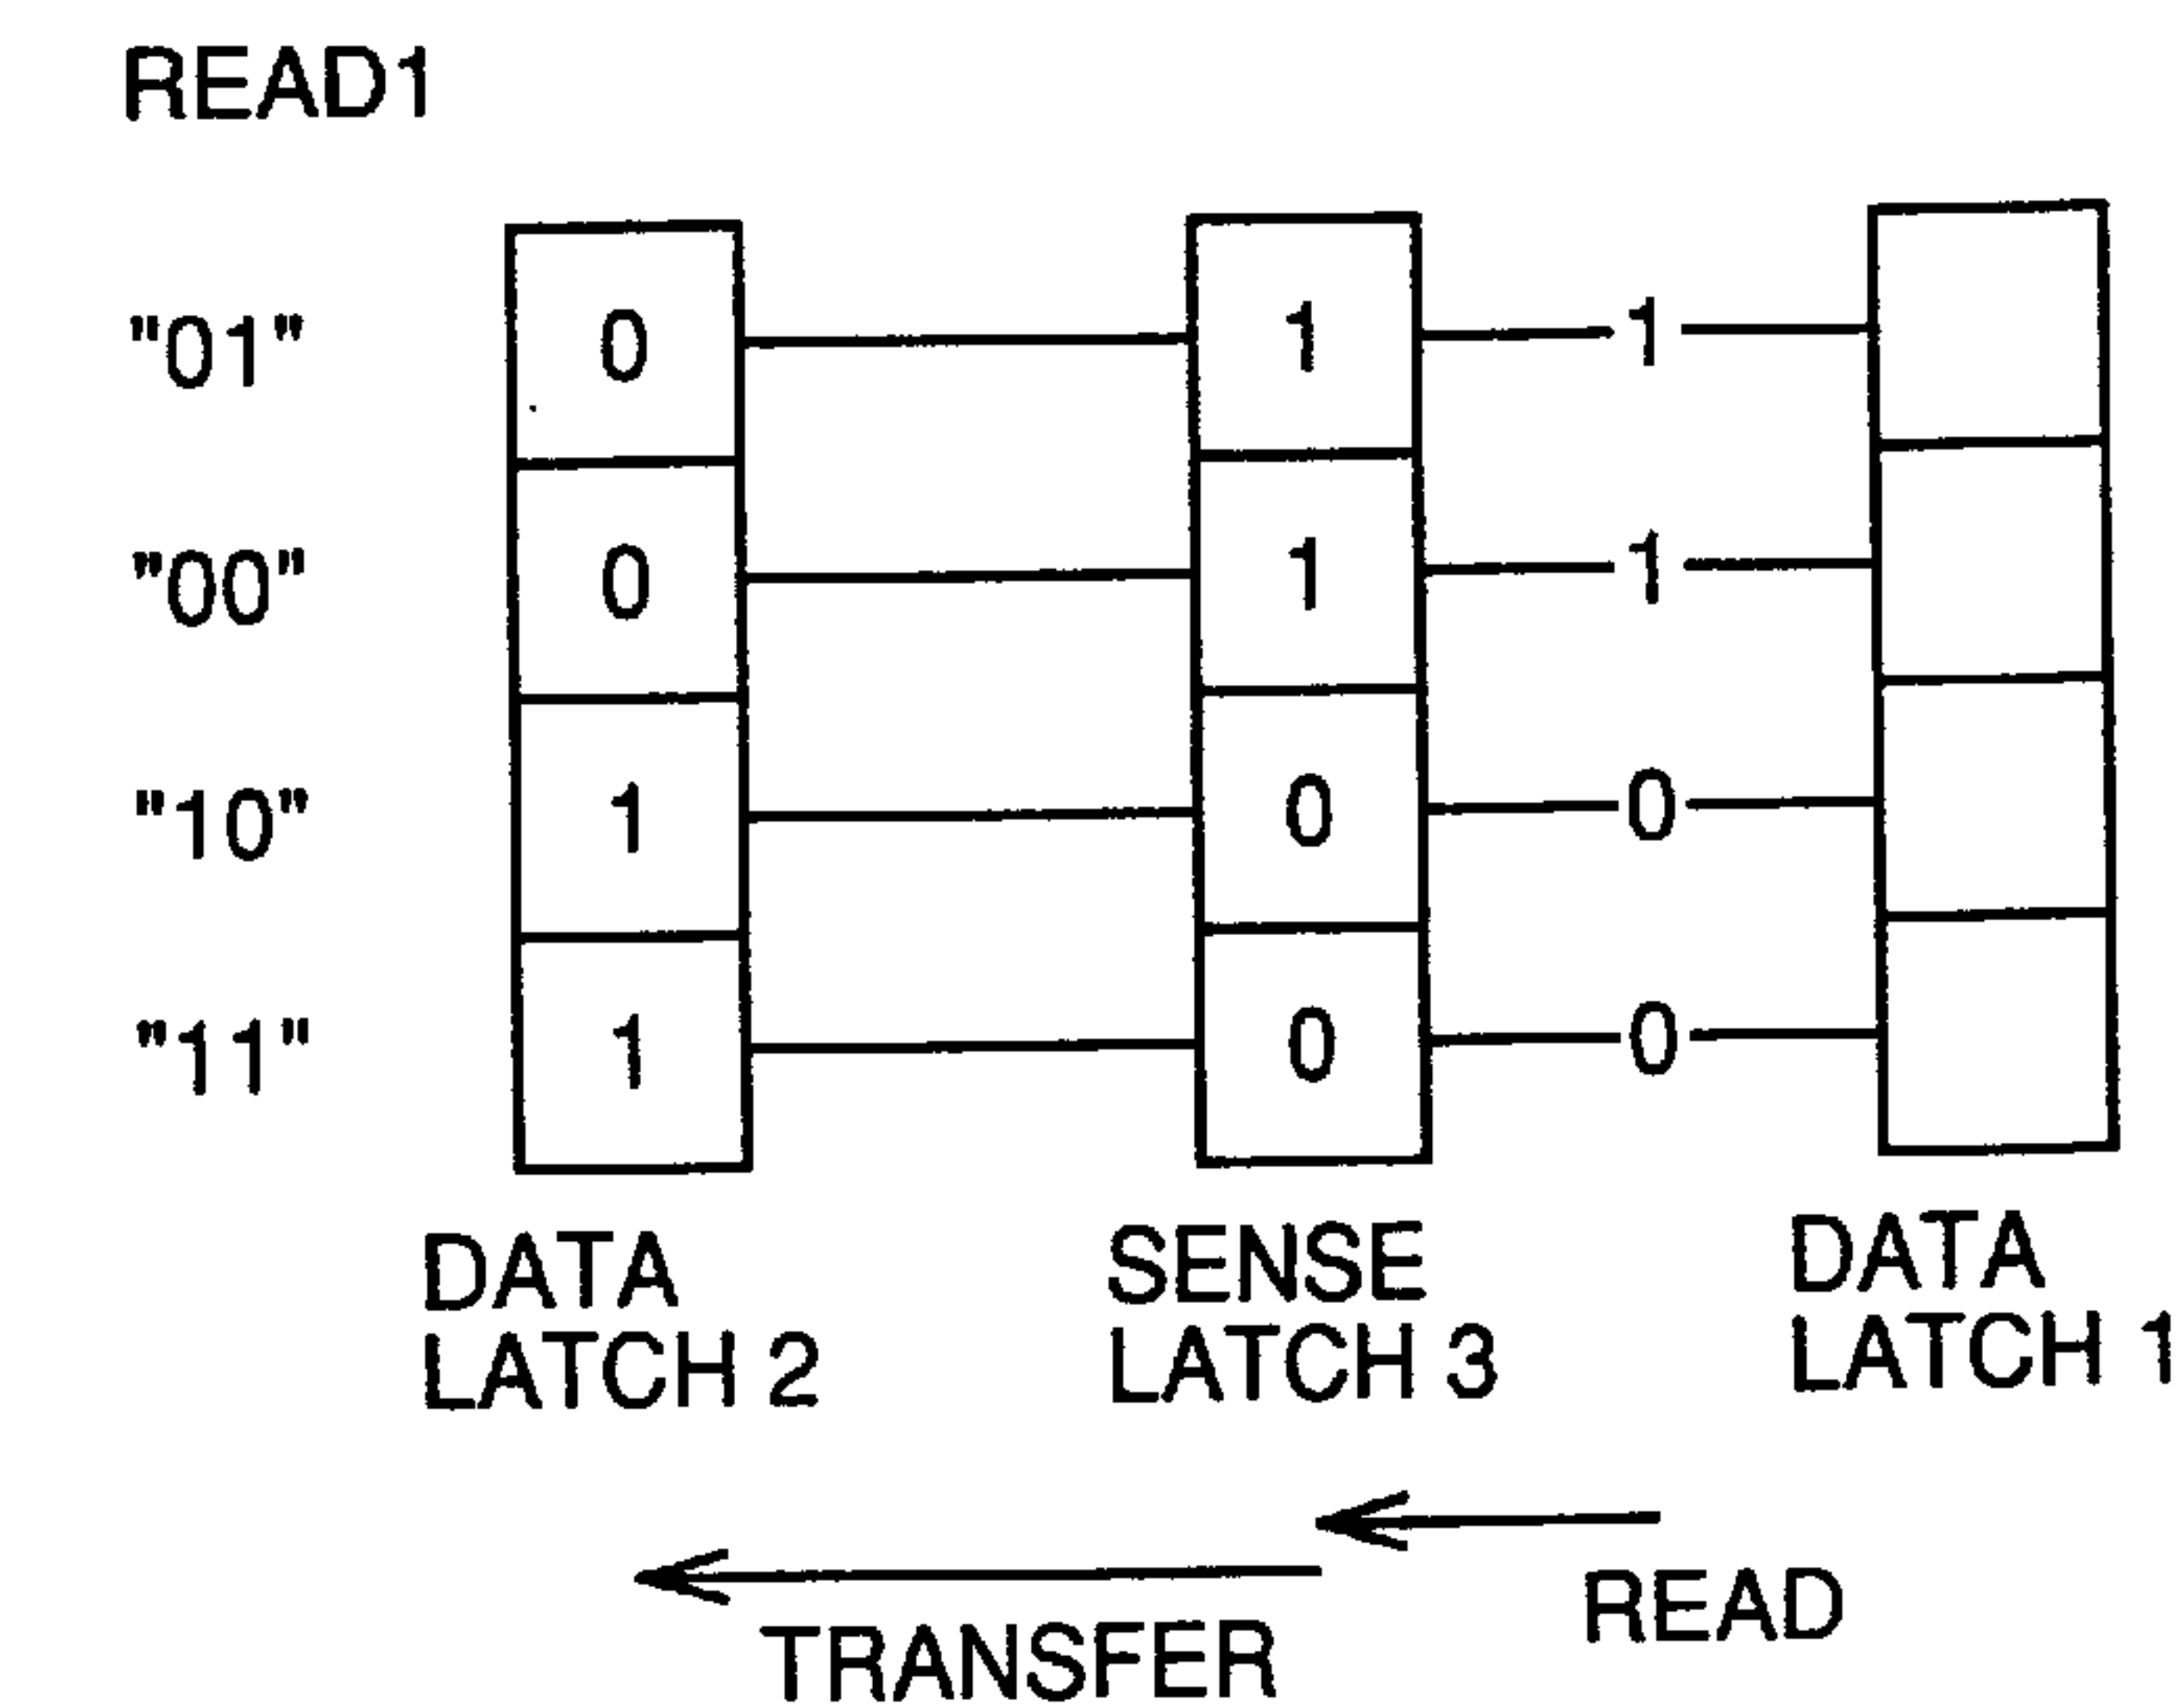 READ1
"01" 0 1 1
"00" 0 1 1
"10" 1 0 0
"11" 1 0 0
DATA LATCH 2
SENSE LATCH 3
DATA LATCH 1
READ
TRANSFER